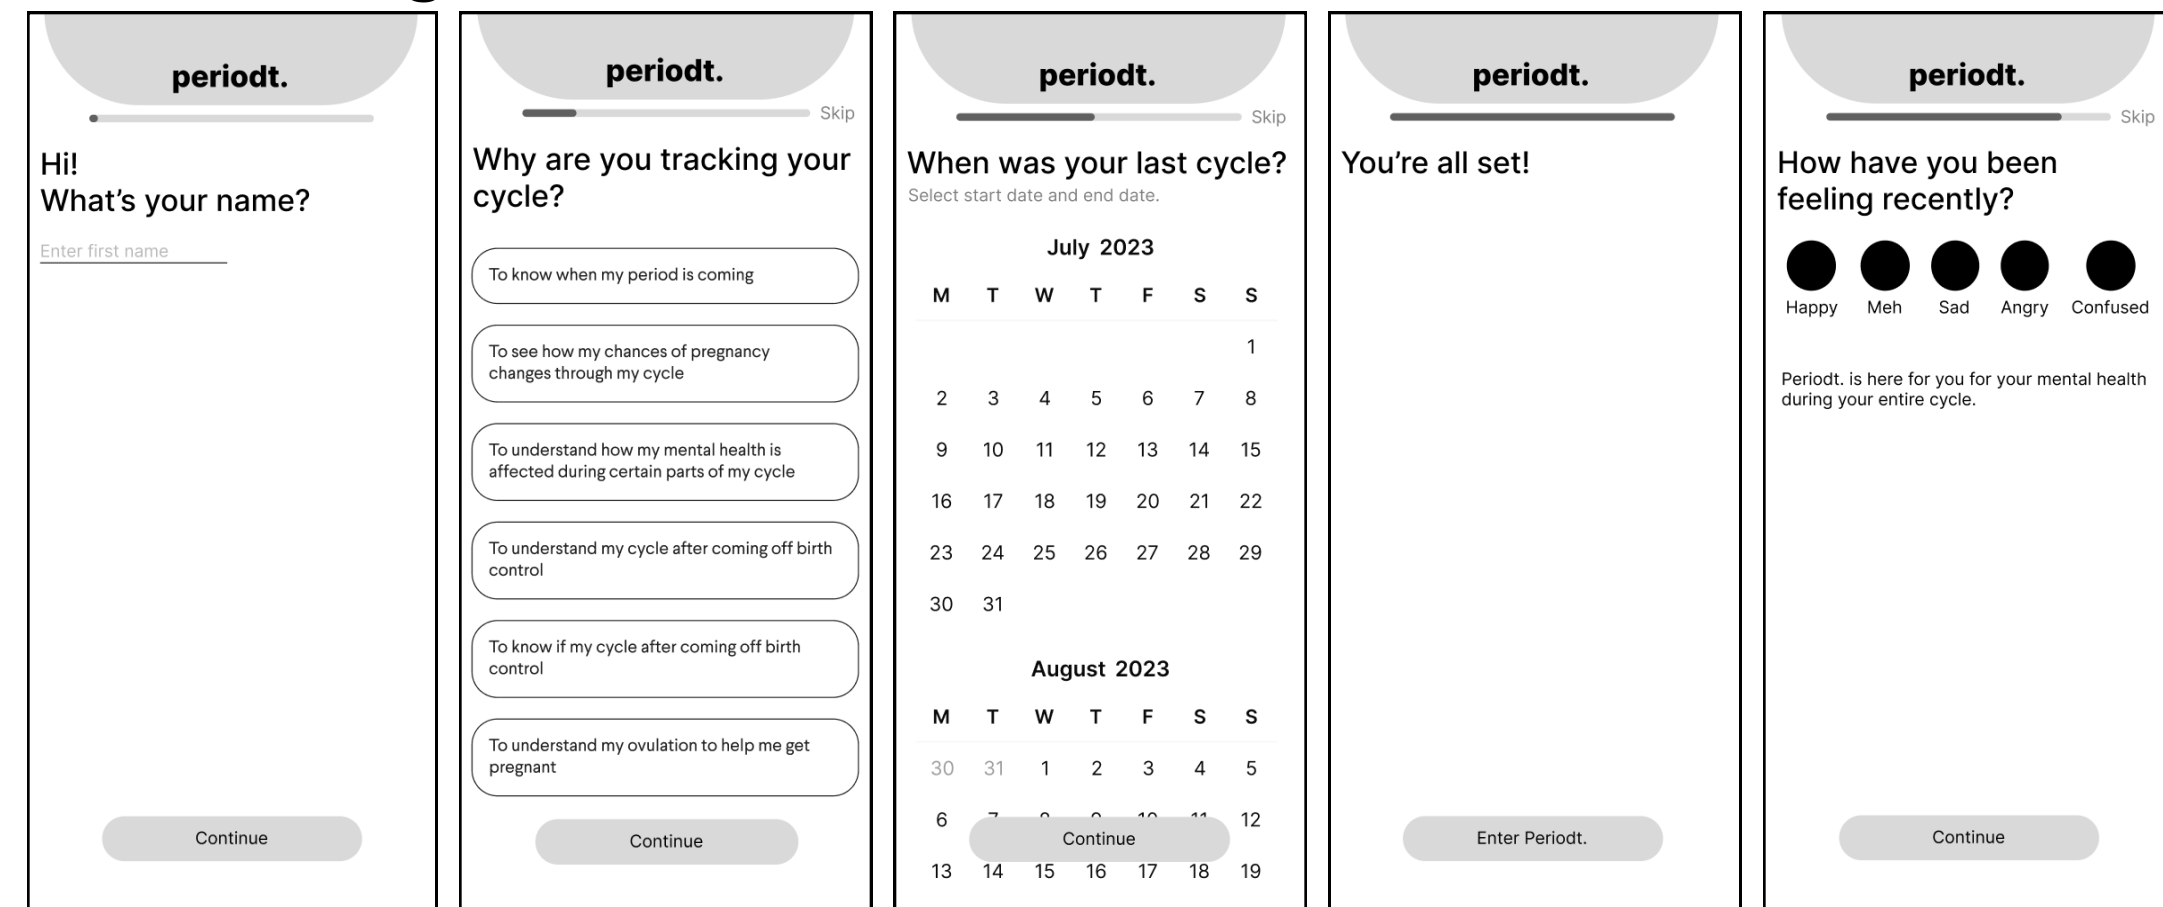 periodt.
Hi!
What's your name?
Enter first name
Continue
periodt.
Skip
Why are you tracking your
cycle?
To know when my period is coming
To see how my chances of pregnancy
changes through my cycle
To understand how my mental health is
affected during certain parts of my cycle
To understand my cycle after coming off birth
control
To know if my cycle after coming off birth
control
To understand my ovulation to help me get
pregnant
Continue
periodt.
Skip
When was your last cycle?
Select start date and end date.
July 2023
M T W T F S S
1
2 3 4 5 6 7 8
9 10 11 12 13 14 15
16 17 18 19 20 21 22
23 24 25 26 27 28 29
30 31
August 2023
M T W T F S S
30 31 1 2 3 4 5
6 12
Continue
13 14 15 16 17 18 19
periodt.
You're all set!
Enter Periodt.
periodt.
Skip
How have you been
feeling recently?
Happy Meh Sad Angry Confused
Periodt. is here for you for your mental health
during your entire cycle.
Continue